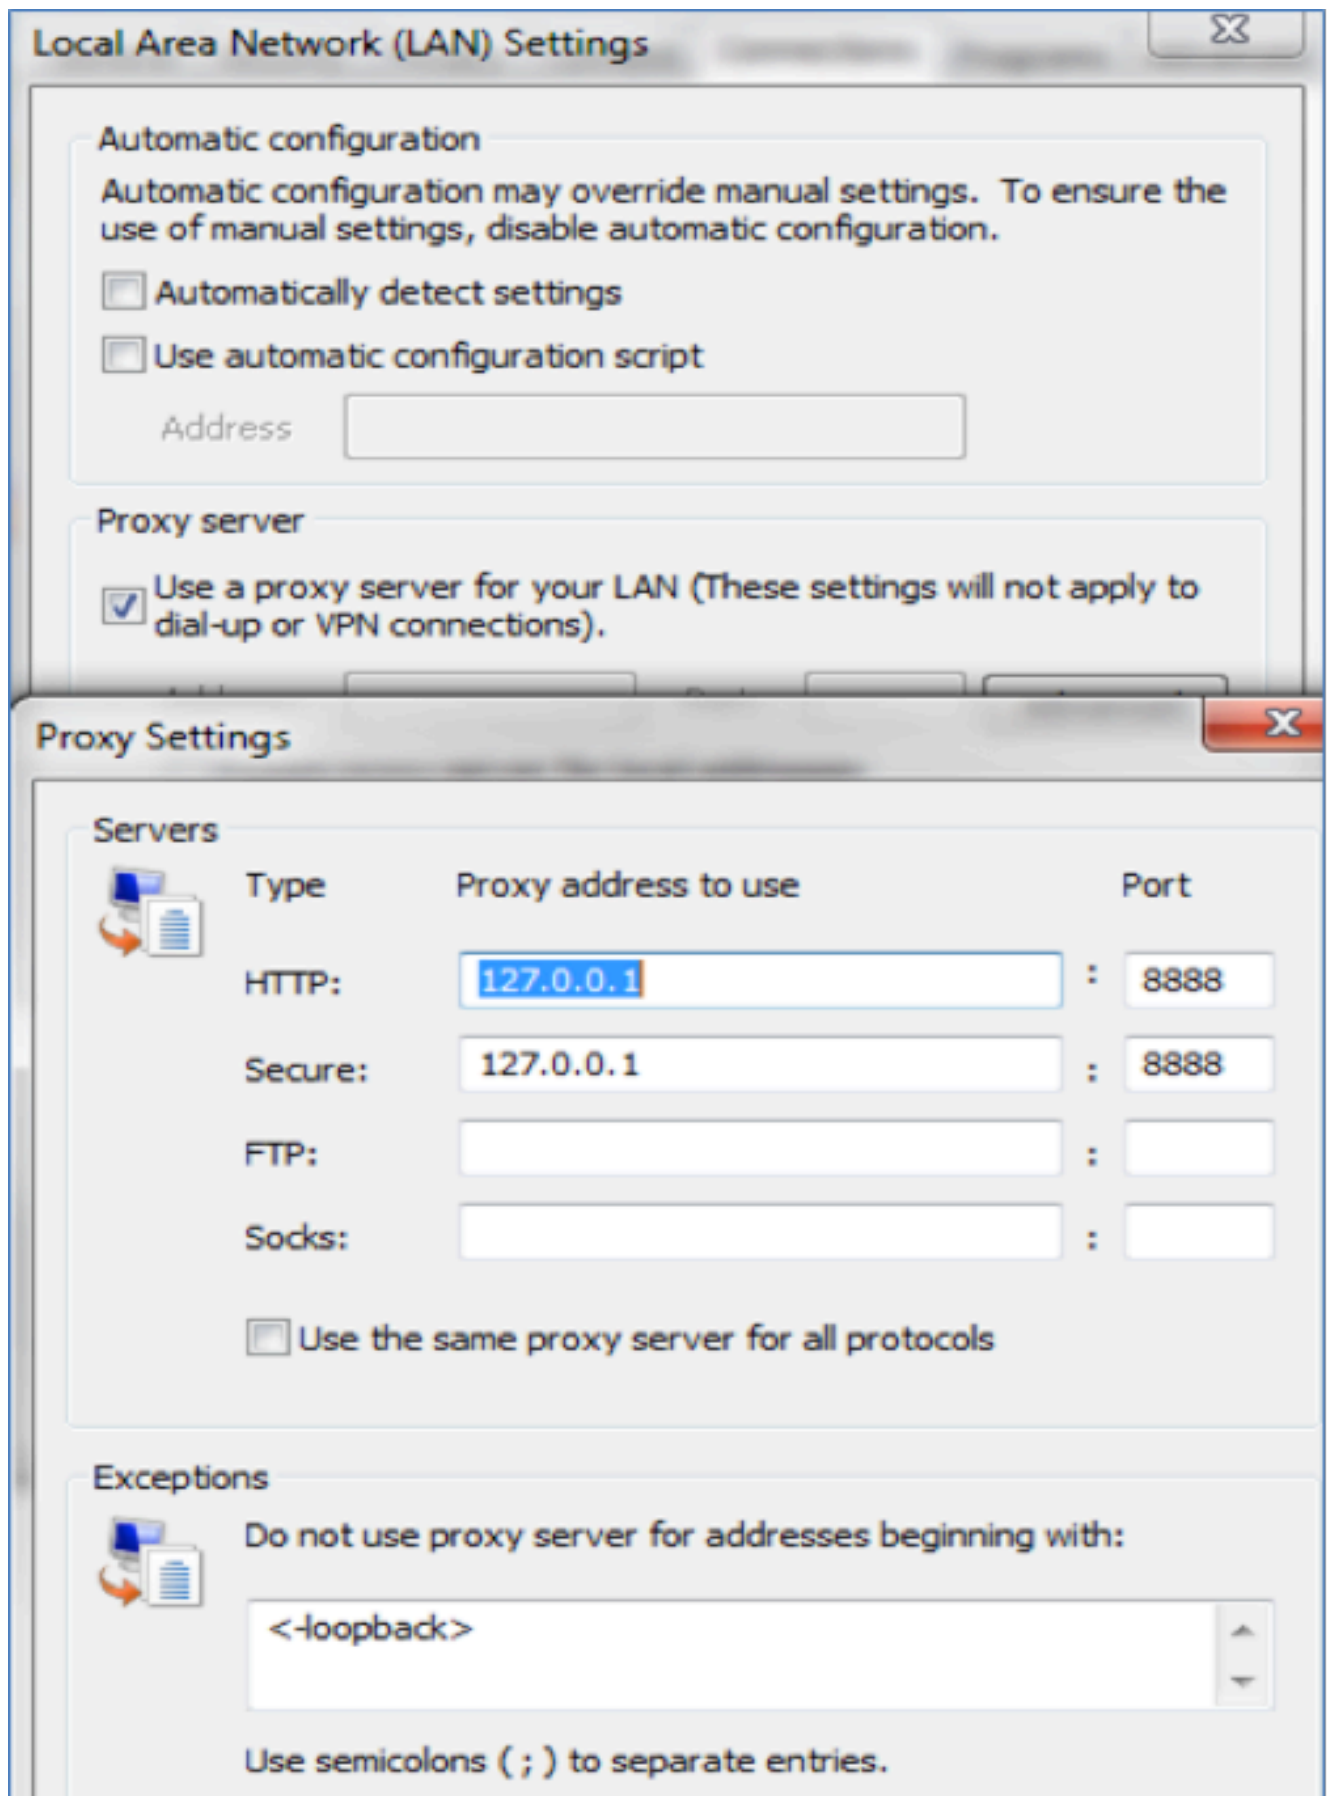 Local Area Network (LAN) Settings
Connections
Programs
Automatic configuration
Automatic configuration may override manual settings.  To ensure the
use of manual settings, disable automatic configuration.
Automatically detect settings
Use automatic configuration script
Address
Proxy server
Use a proxy server for your LAN (These settings will not apply to
dial-up or VPN connections).
Proxy Settings
Servers
Type Proxy address to use Port
HTTP: 127.0.0.1 : 8888
Secure: 127.0.0.1 : 8888
FTP: :
Socks: :
Use the same proxy server for all protocols
Exceptions
Do not use proxy server for addresses beginning with:
<-loopback>
Use semicolons ( ; ) to separate entries.